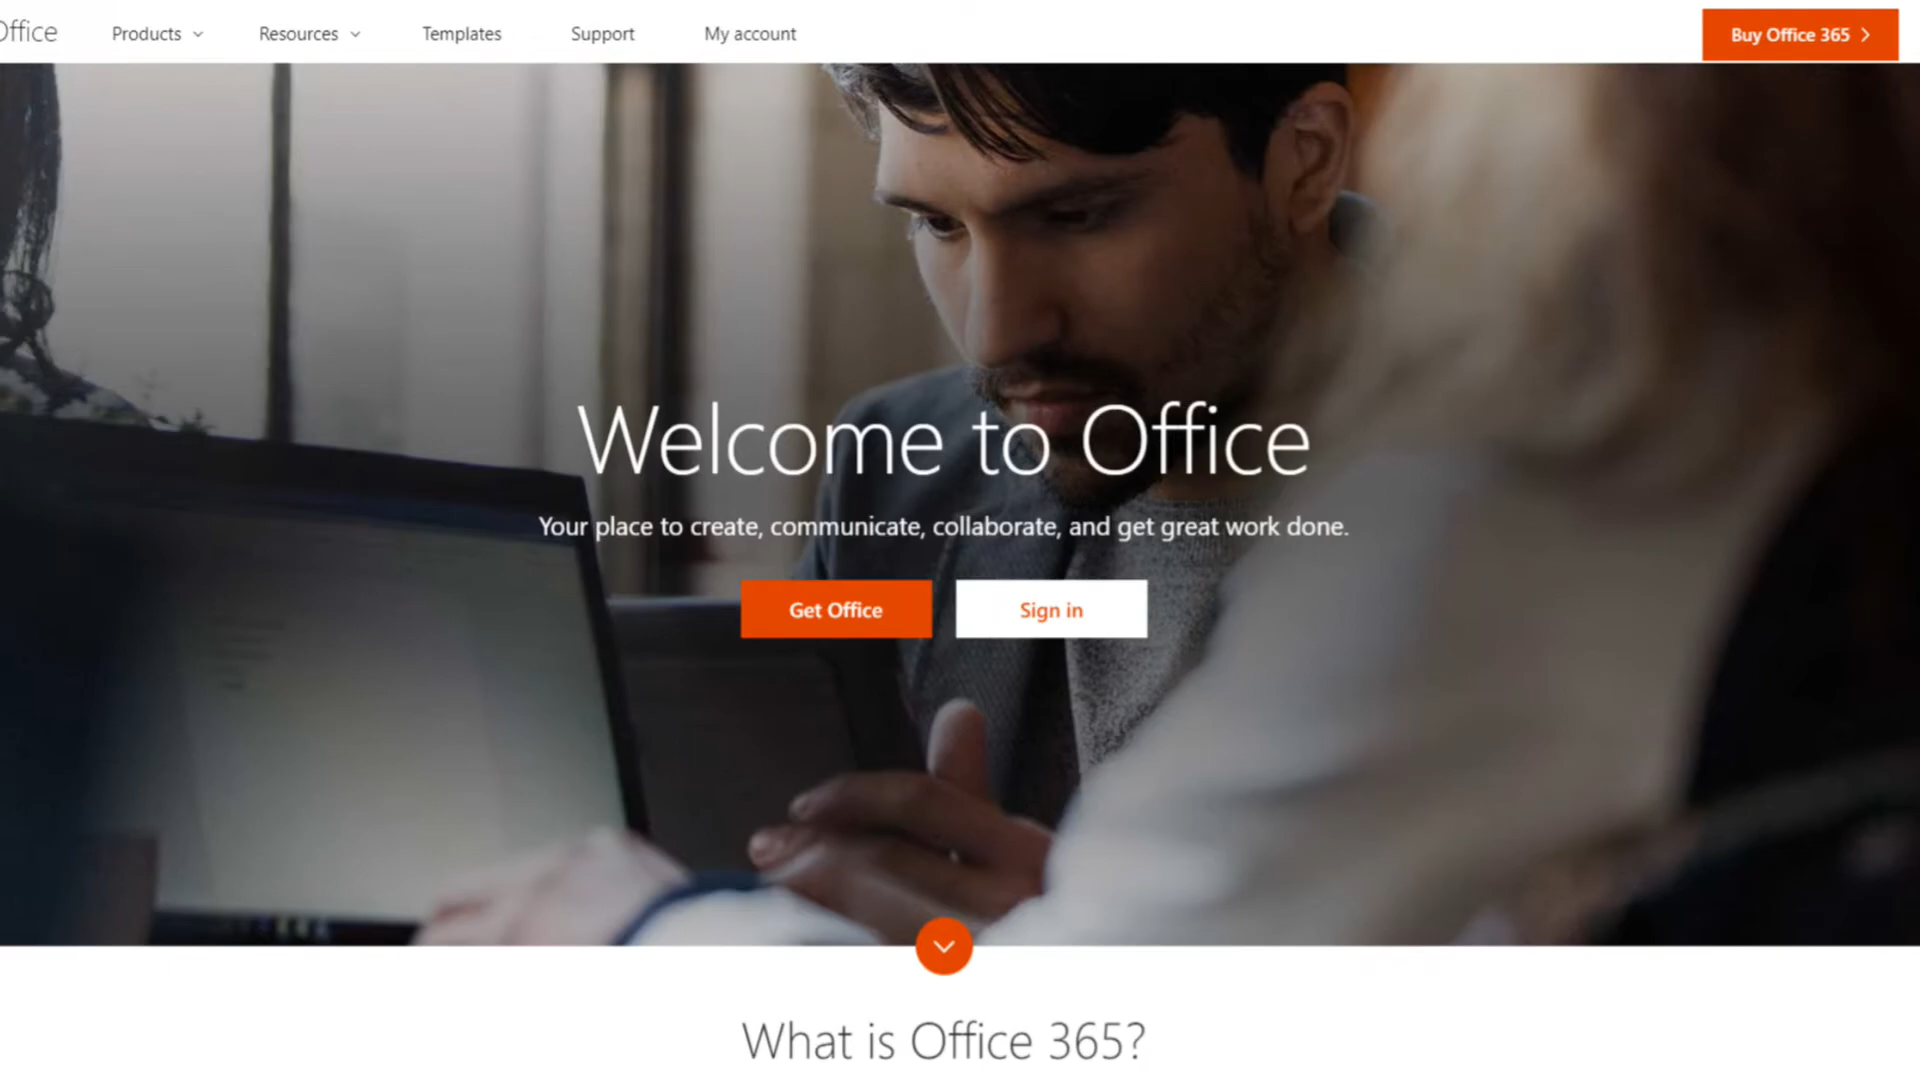 Office
Products
Resources
Templates
Support
My account
Buy Office 365
Welcome to Office
Your place to create, communicate, collaborate, and get great work done.
Get Office
Sign in
What is Office 365?